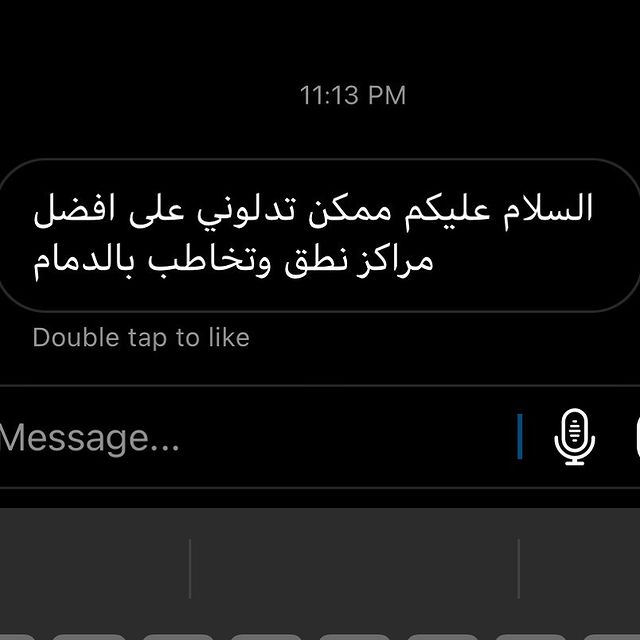 11:13 PM
السلام عليكم ممكن تدلوني على افضل
مراكز نطق وتخاطب بالدمام
Double tap to like
Message...